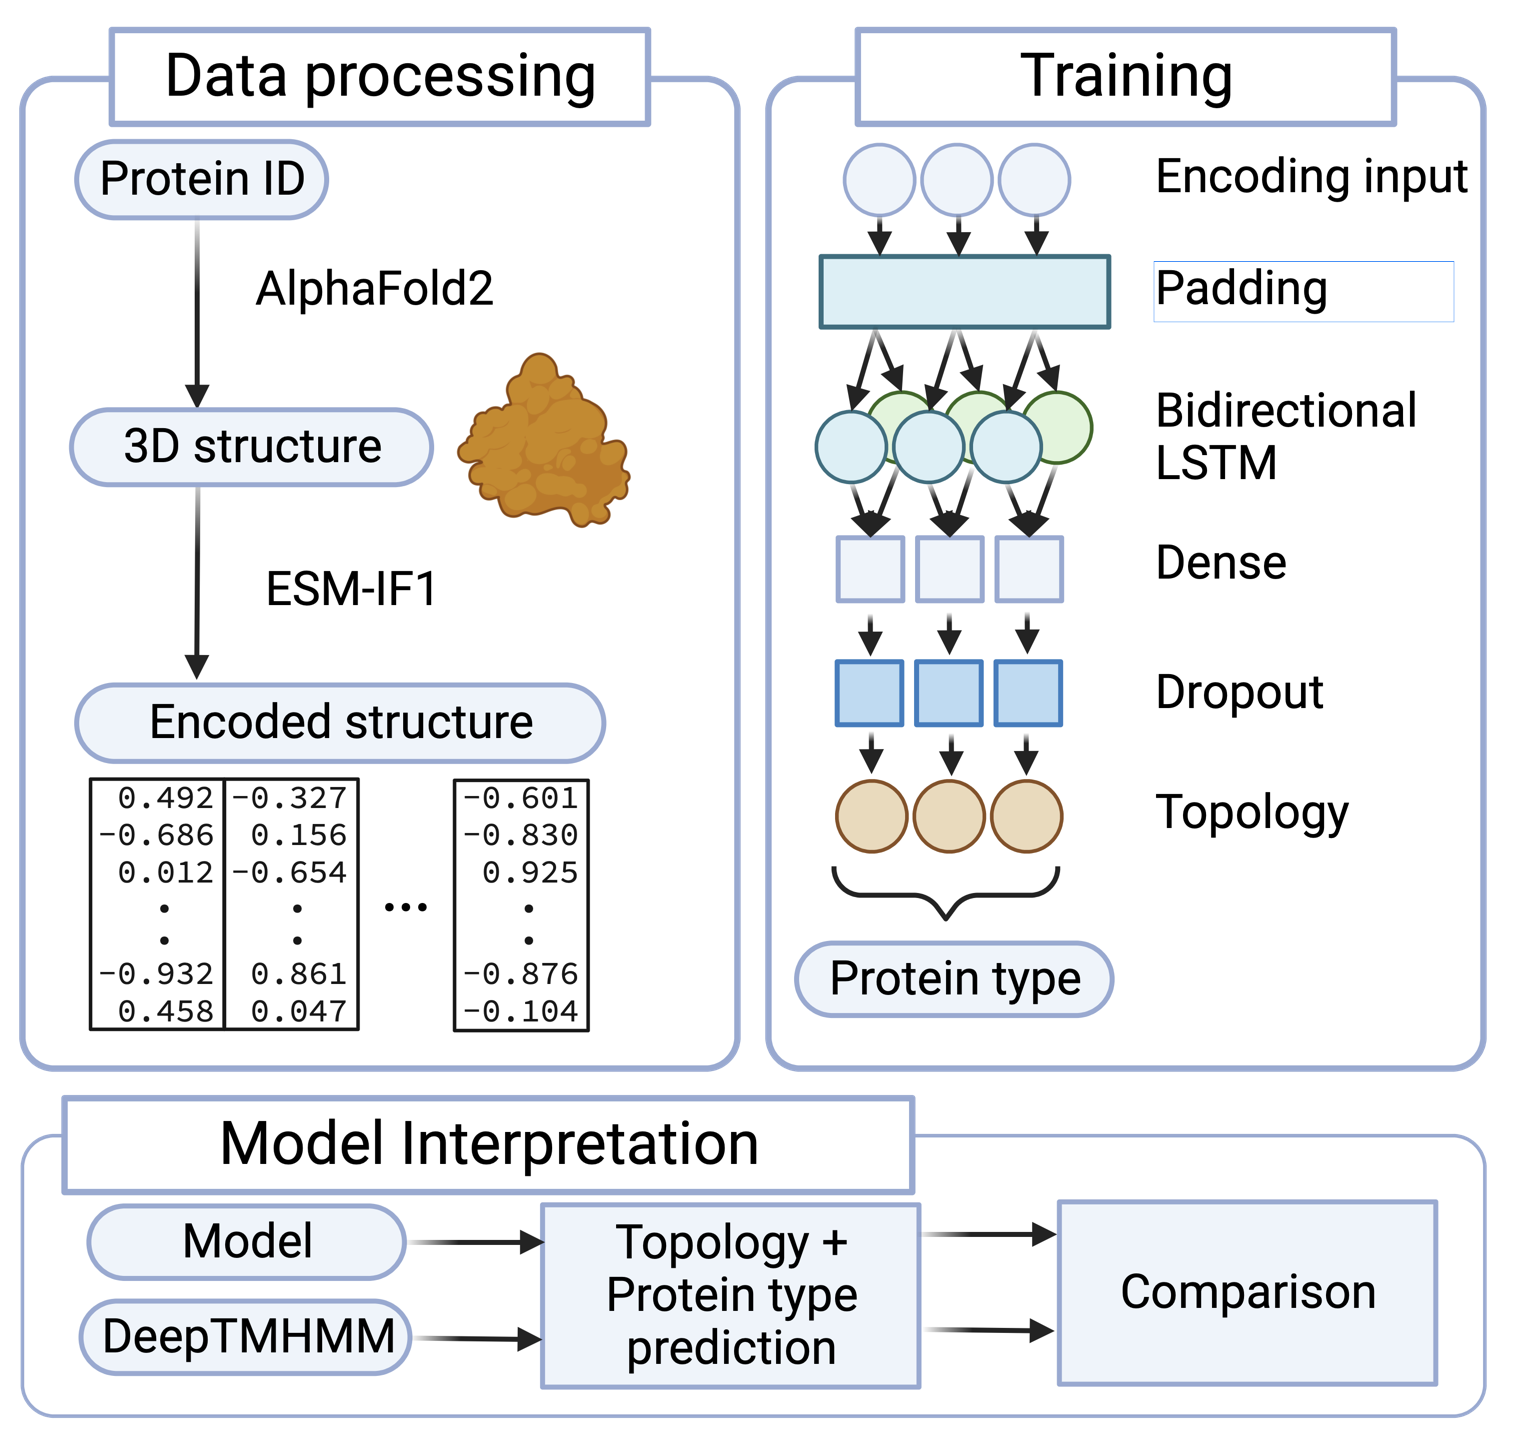 Data processing
Protein ID
AlphaFold2
3D structure
ESM-IF1
Encoded structure
0.492 −0.327 −0.601
−0.686 0.156 −0.830
0.012 −0.654 0.925
...
−0.932 0.861 −0.876
0.458 0.047 −0.104
Training
Encoding input
Padding
Bidirectional
LSTM
Dense
Dropout
Topology
Protein type
Model Interpretation
Model
DeepTMHMM
Topology +
Protein type
prediction
Comparison